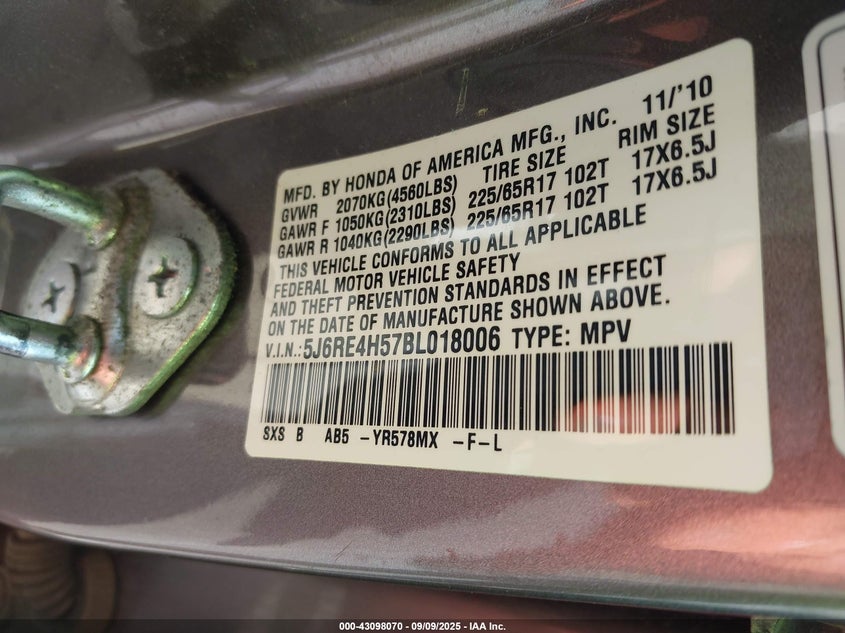 MFD. BY HONDA OF AMERICA MFG., INC. 11/'10
GVWR 2070KG(4560LBS) TIRE SIZE RIM SIZE
GAWR F 1050KG(2310LBS) 225/65R17 102T 17X6.5J
GAWR R 1040KG(2290LBS) 225/65R17 102T 17X6.5J
THIS VEHICLE CONFORMS TO ALL APPLICABLE
FEDERAL MOTOR VEHICLE SAFETY
AND THEFT PREVENTION STANDARDS IN EFFECT
ON THE DATE OF MANUFACTURE SHOWN ABOVE.
V.I.N.: 5J6RE4H57BL018006 TYPE: MPV
SXS B AB5 -YR578MX -F-L
000-43098070 - 09/09/2025 - IAA Inc.